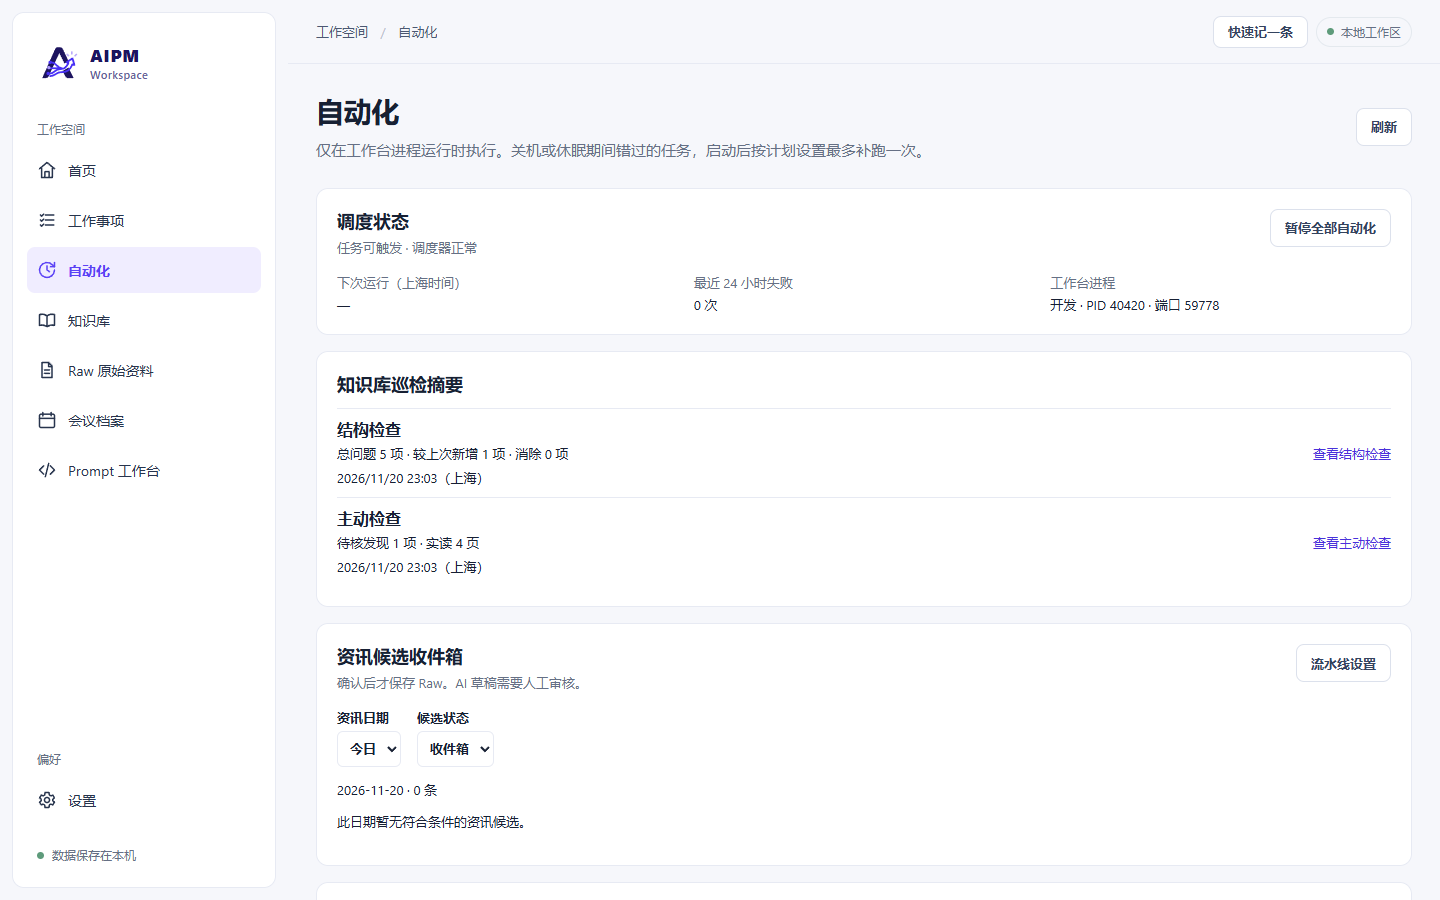 AIPM
Workspace
工作空间
首页
工作事项
自动化
知识库
Raw 原始资料
会议档案
Prompt 工作台
偏好
设置
数据保存在本机
工作空间 / 自动化
快速记一条
本地工作区
自动化
仅在工作台进程运行时执行。关机或休眠期间错过的任务，启动后按计划设置最多补跑一次。
刷新
调度状态
任务可触发 · 调度器正常
暂停全部自动化
下次运行（上海时间）
—
最近 24 小时失败
0 次
工作台进程
开发 · PID 40420 · 端口 59778
知识库巡检摘要
结构检查
总问题 5 项 · 较上次新增 1 项 · 消除 0 项
2026/11/20 23:03（上海）
查看结构检查
主动检查
待核发现 1 项 · 实读 4 页
2026/11/20 23:03（上海）
查看主动检查
资讯候选收件箱
确认后才保存 Raw。AI 草稿需要人工审核。
流水线设置
资讯日期
今日
候选状态
收件箱
2026-11-20 · 0 条
此日期暂无符合条件的资讯候选。